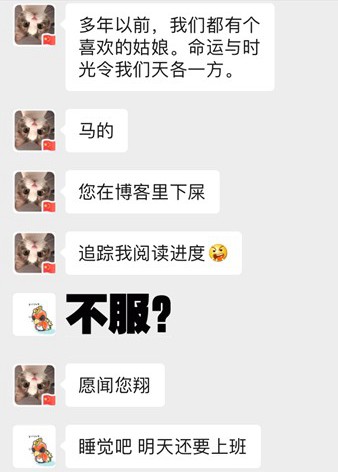 多年以前，我们都有个
喜欢的姑娘。命运与时
光令我们天各一方。
马的
您在博客里下屎
追踪我阅读进度
不服？
愿闻您翔
睡觉吧 明天还要上班